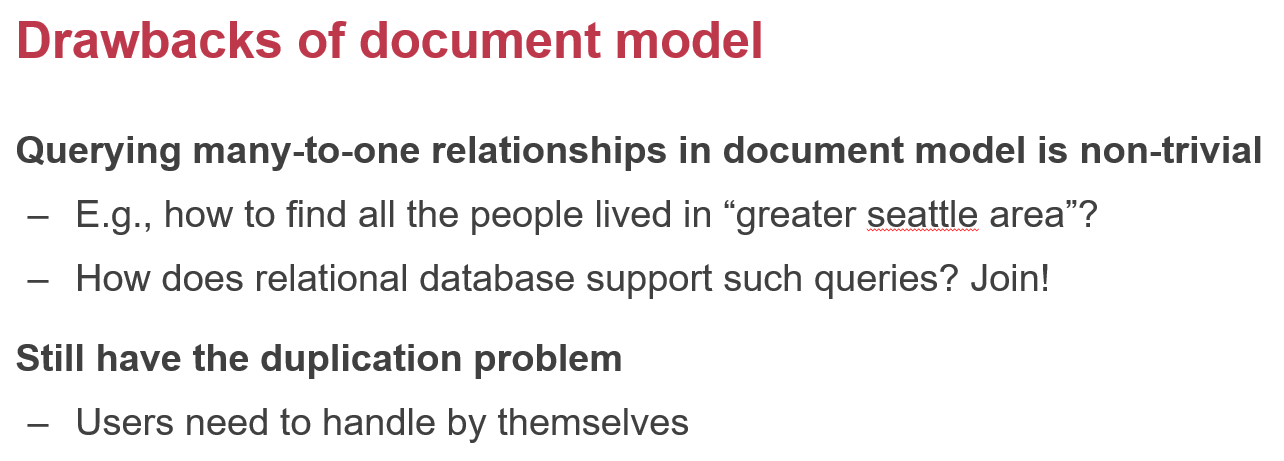 Drawbacks of document model
Querying many-to-one relationships in document model is non-trivial
– E.g., how to find all the people lived in “greater seattle area”?
– How does relational database support such queries? Join!
Still have the duplication problem
– Users need to handle by themselves